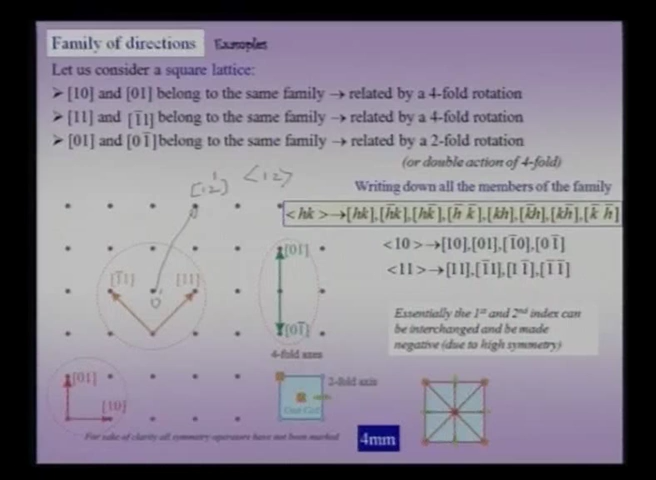 Family of directions Examples
Let us consider a square lattice:
➢ [10] and [01] belong to the same family → related by a 4-fold rotation
➢ [11] and [1̅1] belong to the same family → related by a 4-fold rotation
➢ [01] and [01̅] belong to the same family → related by a 2-fold rotation
(or double action of 4-fold)
[12] <12>
Writing down all the members of the family
<hk> → [hk],[h̅k],[hk̅],[h̅ k̅],[kh],[k̅h],[kh̅],[k̅ h̅]
[01]
<10> → [10],[01],[1̅0],[01̅]
<11> → [11],[1̅1],[11̅],[1̅ 1̅]
[1̅1] [11]
[01̅]
Essentially the 1st and 2nd index can
be interchanged and be made
negative (due to high symmetry)
4-fold axes
[01]
2-fold axis
[10]
For sake of clarity all symmetry operators have not been marked
4mm